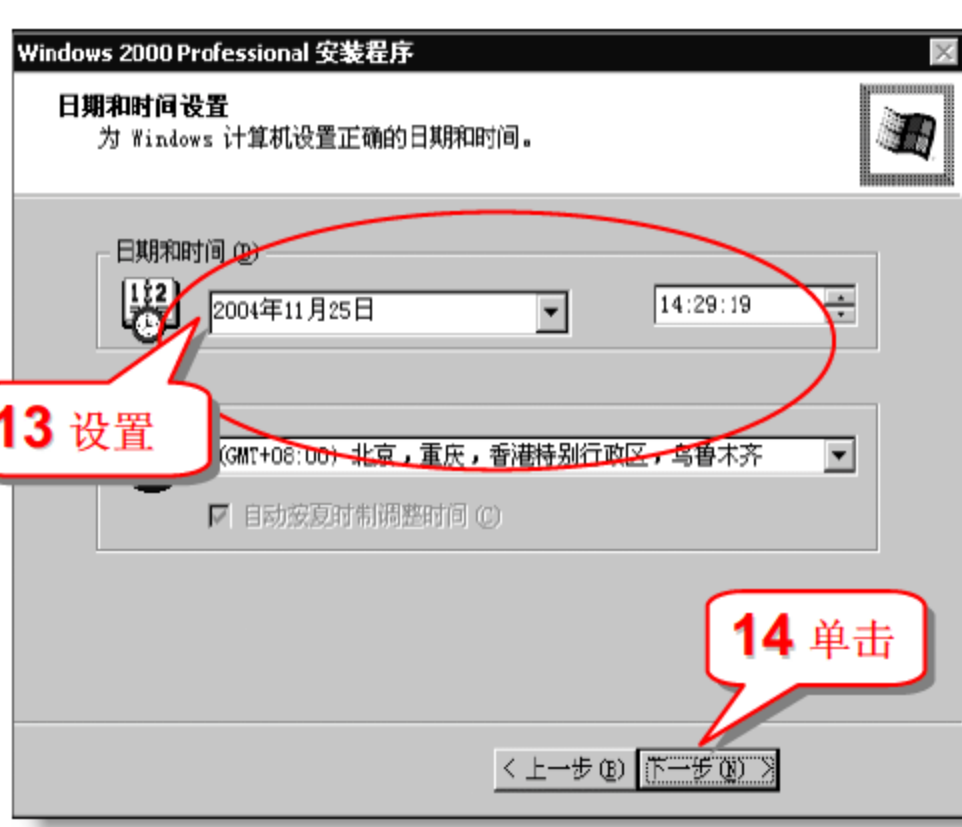 Windows 2000 Professional 安装程序
日期和时间设置
为 Windows 计算机设置正确的日期和时间。
日期和时间(D)
2004年11月25日
14:29:19
13 设置
(GMT+08:00) 北京，重庆，香港特别行政区，乌鲁木齐
自动按夏时制调整时间(C)
14 单击
< 上一步(B)
下一步(N) >